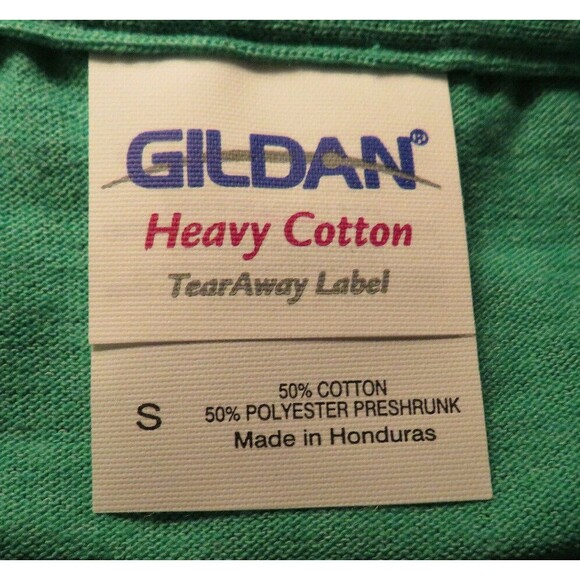 GILDAN®
Heavy Cotton
TearAway Label
S
50% COTTON
50% POLYESTER PRESHRUNK
Made in Honduras